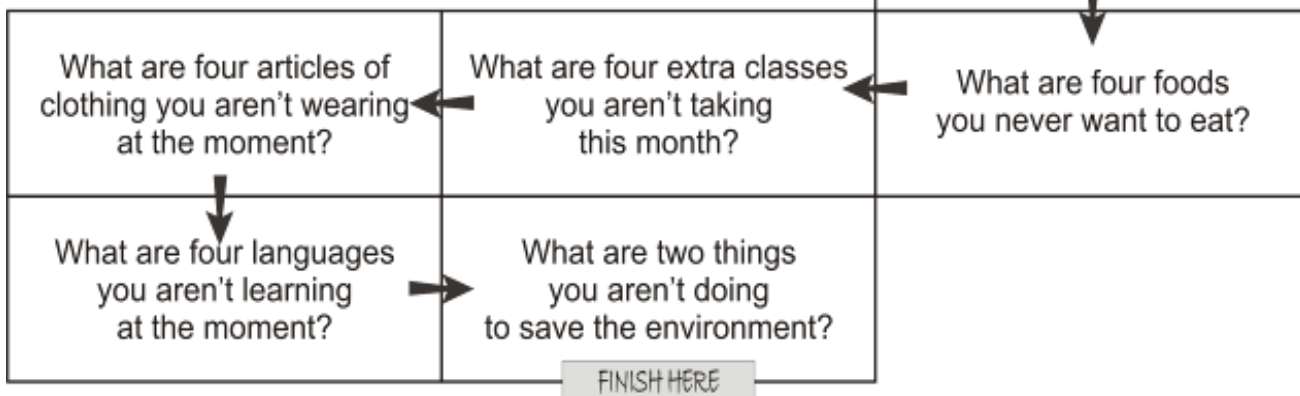 What are four articles of
clothing you aren't wearing
at the moment?
What are four extra classes
you aren't taking
this month?
What are four foods
you never want to eat?
What are four languages
you aren't learning
at the moment?
What are two things
you aren't doing
to save the environment?
FINISH HERE